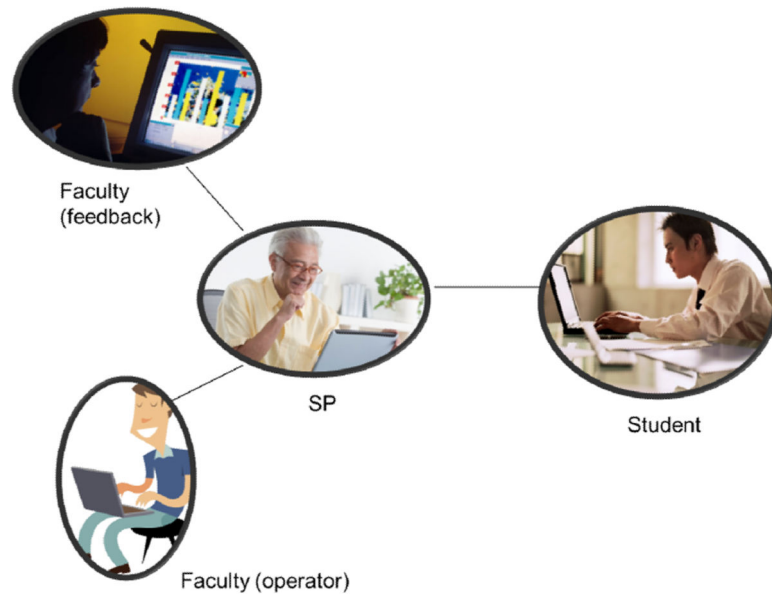 Faculty
(feedback)
SP
Student
Faculty (operator)